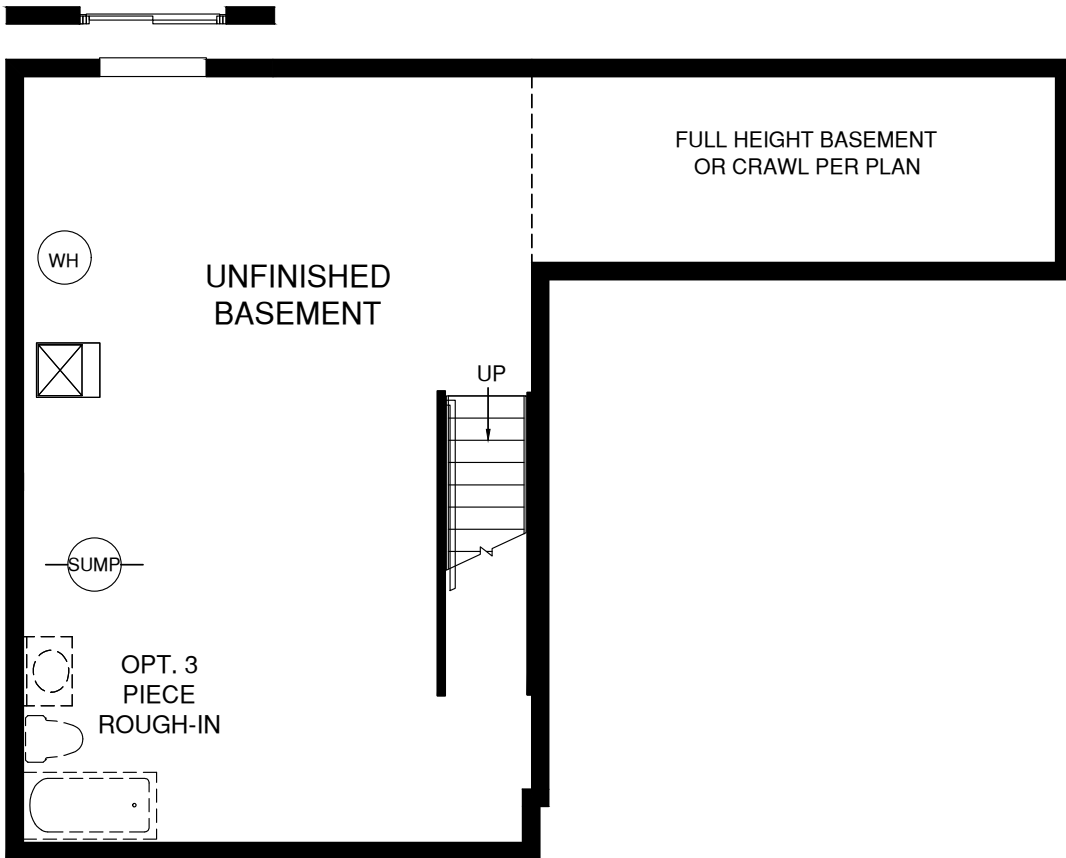 FULL HEIGHT BASEMENT
OR CRAWL PER PLAN
WH
UNFINISHED
BASEMENT
UP
SUMP
OPT. 3
PIECE
ROUGH-IN